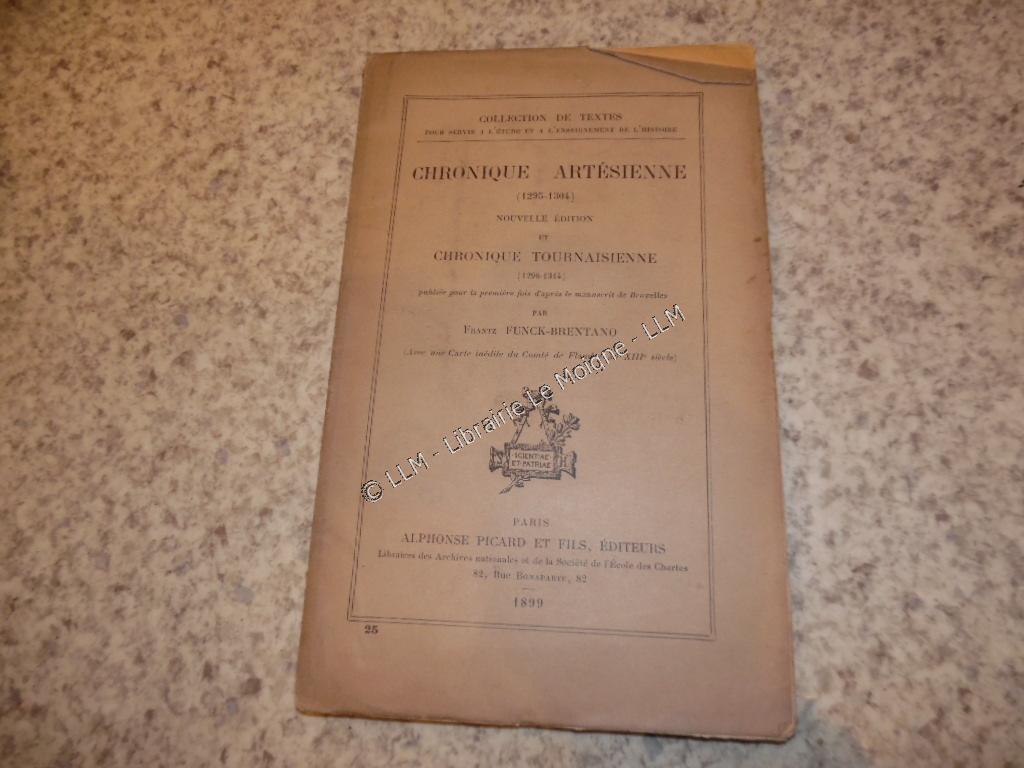 COLLECTION DE TEXTES
POUR SERVIR A L'ÉTUDE ET A L'ENSEIGNEMENT DE L'HISTOIRE
CHRONIQUE ARTÉSIENNE
(1295-1304)
NOUVELLE ÉDITION
ET
CHRONIQUE TOURNAISIENNE
(1296-1314)
publiée pour la première fois d'après le manuscrit de Bruxelles
PAR
FRANTZ FUNCK-BRENTANO
(Avec une Carte inédite du Comté de XIIIe siècle)
© LLM - Librairie Le Moigne - LLM
SCIENTIAE
ET PATRIAE
PARIS
ALPHONSE PICARD ET FILS, ÉDITEURS
Libraires des Archives nationales et de la Société de l'École des Chartes
82, RUE BONAPARTE, 82
1899
25